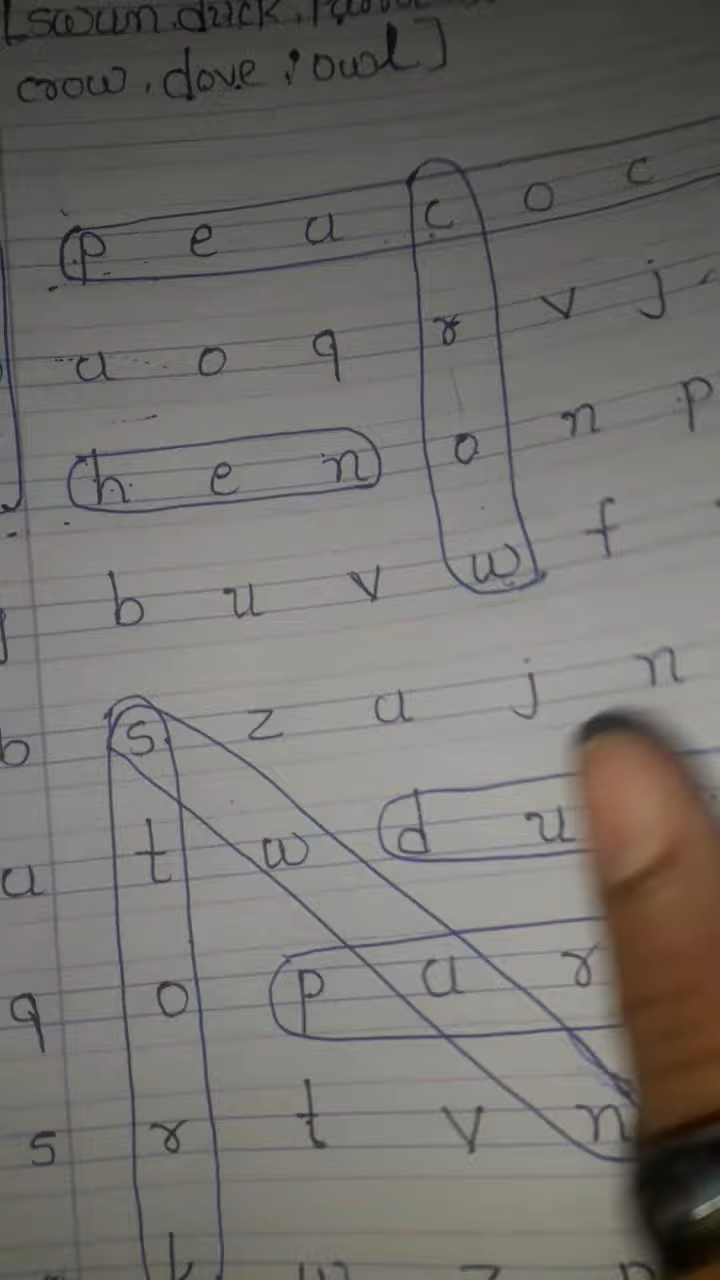 [swan, duck,
crow, dove, owl]
p e a c o c
a o q r v j
h e n o n p
b u v w f
b s z a j n
a t w d u
q o p a r
s r t v n
k w z n